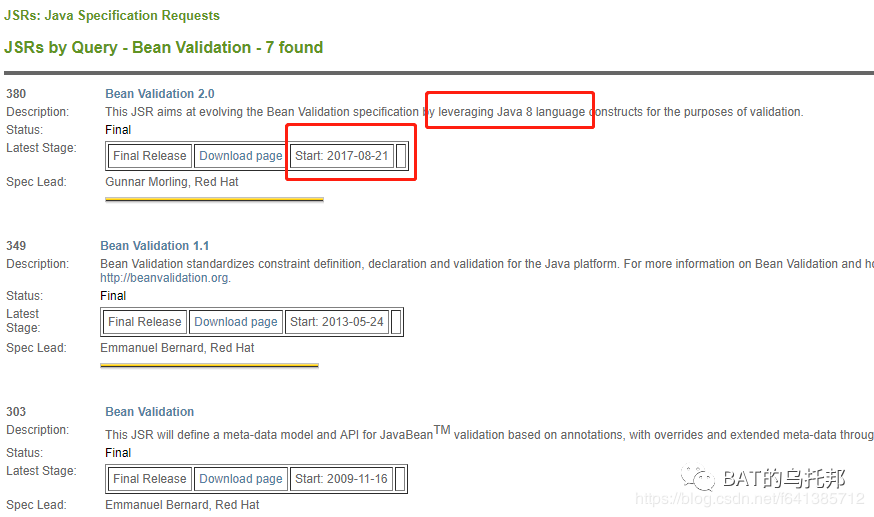 JSRs: Java Specification Requests
JSRs by Query - Bean Validation - 7 found
380 Bean Validation 2.0
Description: This JSR aims at evolving the Bean Validation specification by leveraging Java 8 language constructs for the purposes of validation.
Status: Final
Latest Stage: Final Release Download page Start: 2017-08-21
Spec Lead: Gunnar Morling, Red Hat
349 Bean Validation 1.1
Description: Bean Validation standardizes constraint definition, declaration and validation for the Java platform. For more information on Bean Validation and
http://beanvalidation.org.
Status: Final
Latest
Stage: Final Release Download page Start: 2013-05-24
Spec Lead: Emmanuel Bernard, Red Hat
303 Bean Validation
Description: This JSR will define a meta-data model and API for JavaBeanTM validation based on annotations, with overrides and extended meta-data throug
Status: Final
Latest Stage: Final Release Download page Start: 2009-11-16
Spec Lead: Emmanuel Bernard, Red Hat
BAT的乌托邦
https://blog.csdn.net/f641385712